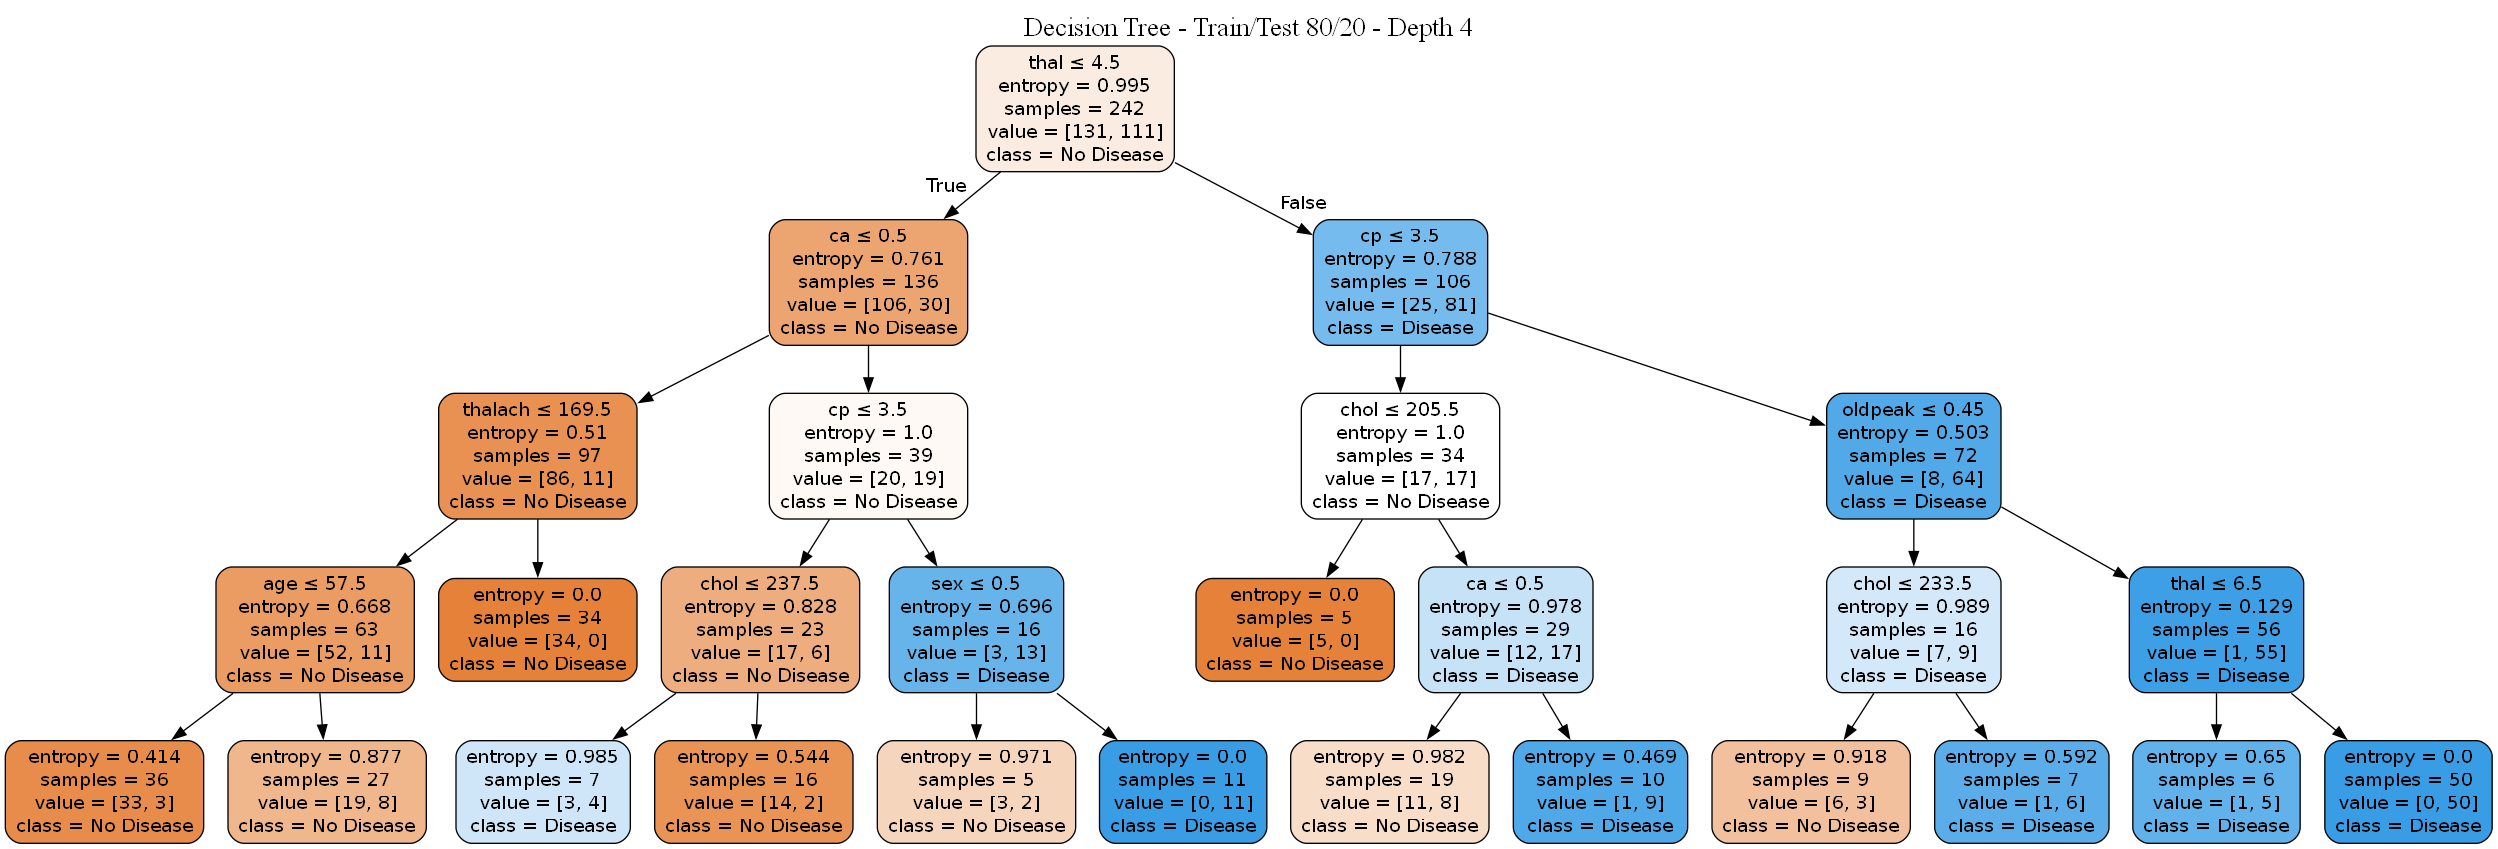 Decision Tree - Train/Test 80/20 - Depth 4
thal ≤ 4.5
entropy = 0.995
samples = 242
value = [131, 111]
class = No Disease
True
False
ca ≤ 0.5
entropy = 0.761
samples = 136
value = [106, 30]
class = No Disease
cp ≤ 3.5
entropy = 0.788
samples = 106
value = [25, 81]
class = Disease
thalach ≤ 169.5
entropy = 0.51
samples = 97
value = [86, 11]
class = No Disease
cp ≤ 3.5
entropy = 1.0
samples = 39
value = [20, 19]
class = No Disease
chol ≤ 205.5
entropy = 1.0
samples = 34
value = [17, 17]
class = No Disease
oldpeak ≤ 0.45
entropy = 0.503
samples = 72
value = [8, 64]
class = Disease
age ≤ 57.5
entropy = 0.668
samples = 63
value = [52, 11]
class = No Disease
entropy = 0.0
samples = 34
value = [34, 0]
class = No Disease
chol ≤ 237.5
entropy = 0.828
samples = 23
value = [17, 6]
class = No Disease
sex ≤ 0.5
entropy = 0.696
samples = 16
value = [3, 13]
class = Disease
entropy = 0.0
samples = 5
value = [5, 0]
class = No Disease
ca ≤ 0.5
entropy = 0.978
samples = 29
value = [12, 17]
class = Disease
chol ≤ 233.5
entropy = 0.989
samples = 16
value = [7, 9]
class = Disease
thal ≤ 6.5
entropy = 0.129
samples = 56
value = [1, 55]
class = Disease
entropy = 0.414
samples = 36
value = [33, 3]
class = No Disease
entropy = 0.877
samples = 27
value = [19, 8]
class = No Disease
entropy = 0.985
samples = 7
value = [3, 4]
class = Disease
entropy = 0.544
samples = 16
value = [14, 2]
class = No Disease
entropy = 0.971
samples = 5
value = [3, 2]
class = No Disease
entropy = 0.0
samples = 11
value = [0, 11]
class = Disease
entropy = 0.982
samples = 19
value = [11, 8]
class = No Disease
entropy = 0.469
samples = 10
value = [1, 9]
class = Disease
entropy = 0.918
samples = 9
value = [6, 3]
class = No Disease
entropy = 0.592
samples = 7
value = [1, 6]
class = Disease
entropy = 0.65
samples = 6
value = [1, 5]
class = Disease
entropy = 0.0
samples = 50
value = [0, 50]
class = Disease